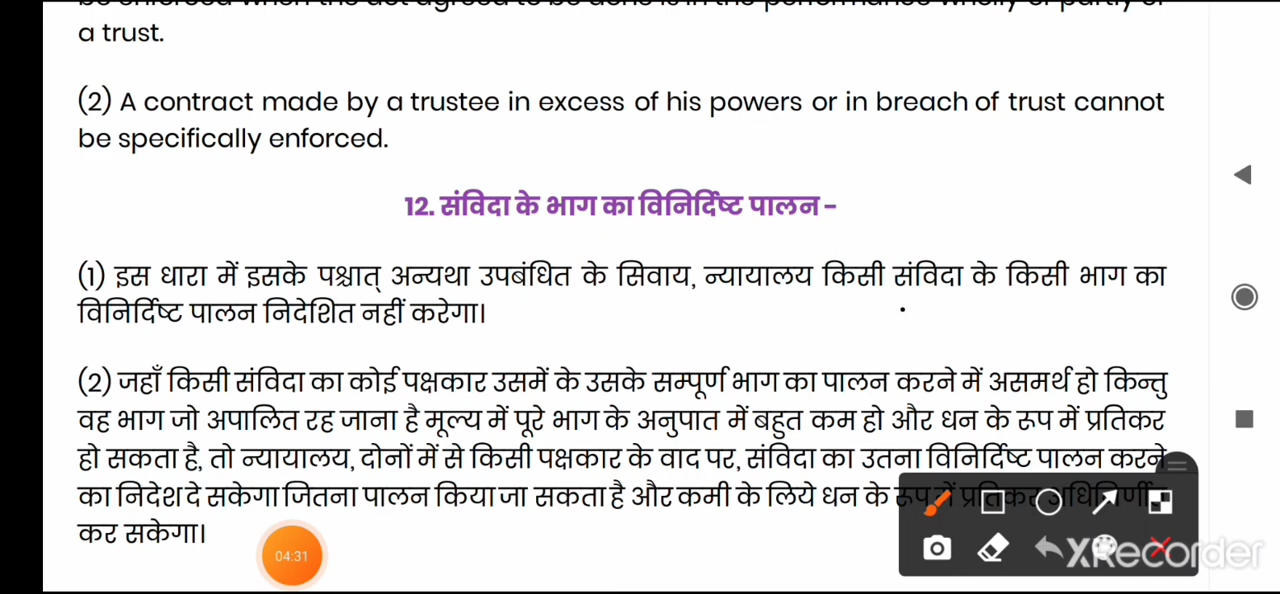 a trust.
(2) A contract made by a trustee in excess of his powers or in breach of trust cannot
be specifically enforced.
12. संविदा के भाग का विनिर्दिष्ट पालन -
(1) इस धारा में इसके पश्चात् अन्यथा उपबंधित के सिवाय, न्यायालय किसी संविदा के किसी भाग का
विनिर्दिष्ट पालन निदेशित नहीं करेगा।
(2) जहाँ किसी संविदा का कोई पक्षकार उसमें के उसके सम्पूर्ण भाग का पालन करने में असमर्थ हो किन्तु
वह भाग जो अपालित रह जाना है मूल्य में पूरे भाग के अनुपात में बहुत कम हो और धन के रूप में प्रतिकर
हो सकता है, तो न्यायालय, दोनों में से किसी पक्षकार के वाद पर, संविदा का उतना विनिर्दिष्ट पालन करने
का निदेश दे सकेगा जितना पालन किया जा सकता है और कमी के लिये धन के रूप में प्रतिकर
कर सकेगा।
04:31
XRecorder